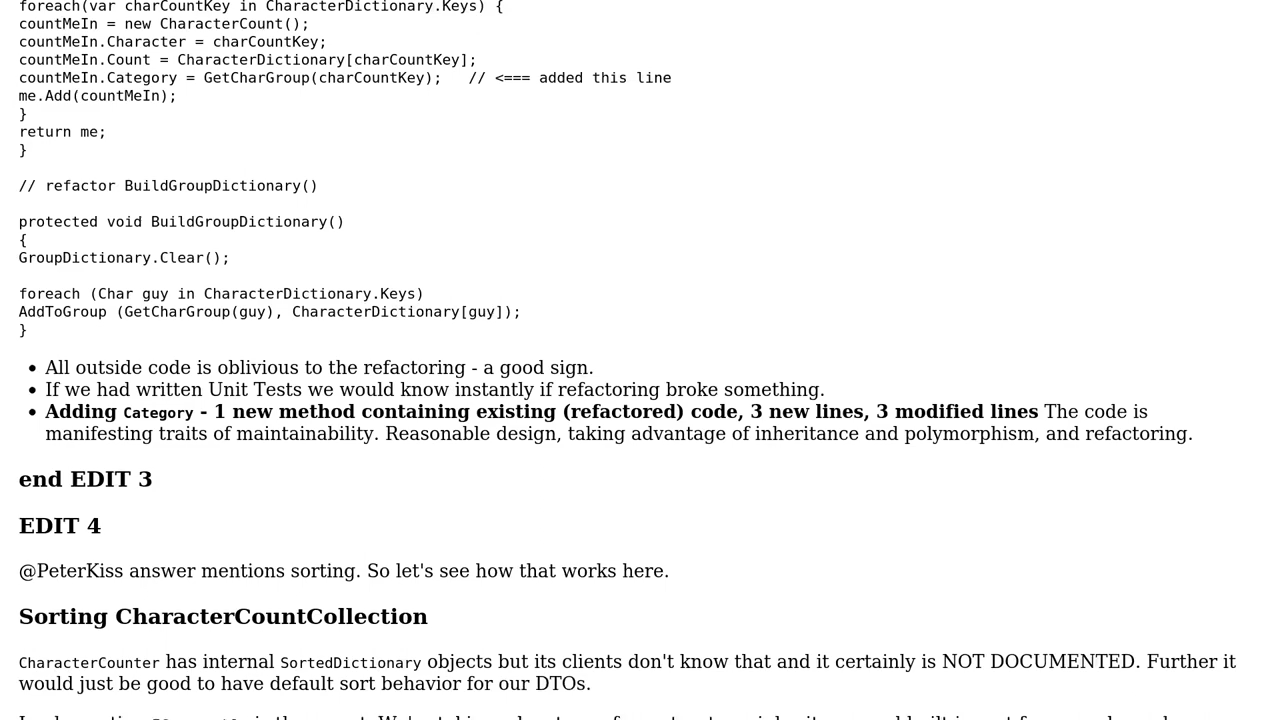 foreach(var charCountKey in CharacterDictionary.Keys) {
countMeIn = new CharacterCount();
countMeIn.Character = charCountKey;
countMeIn.Count = CharacterDictionary[charCountKey];
countMeIn.Category = GetCharGroup(charCountKey);   // <=== added this line
me.Add(countMeIn);
}
return me;
}

// refactor BuildGroupDictionary()

protected void BuildGroupDictionary()
{
GroupDictionary.Clear();

foreach (Char guy in CharacterDictionary.Keys)
AddToGroup (GetCharGroup(guy), CharacterDictionary[guy]);
}
• All outside code is oblivious to the refactoring - a good sign.
• If we had written Unit Tests we would know instantly if refactoring broke something.
• Adding Category - 1 new method containing existing (refactored) code, 3 new lines, 3 modified lines The code is
manifesting traits of maintainability. Reasonable design, taking advantage of inheritance and polymorphism, and refactoring.
end EDIT 3
EDIT 4
@PeterKiss answer mentions sorting. So let's see how that works here.
Sorting CharacterCountCollection
CharacterCounter has internal SortedDictionary objects but its clients don't know that and it certainly is NOT DOCUMENTED. Further it
would just be good to have default sort behavior for our DTOs.